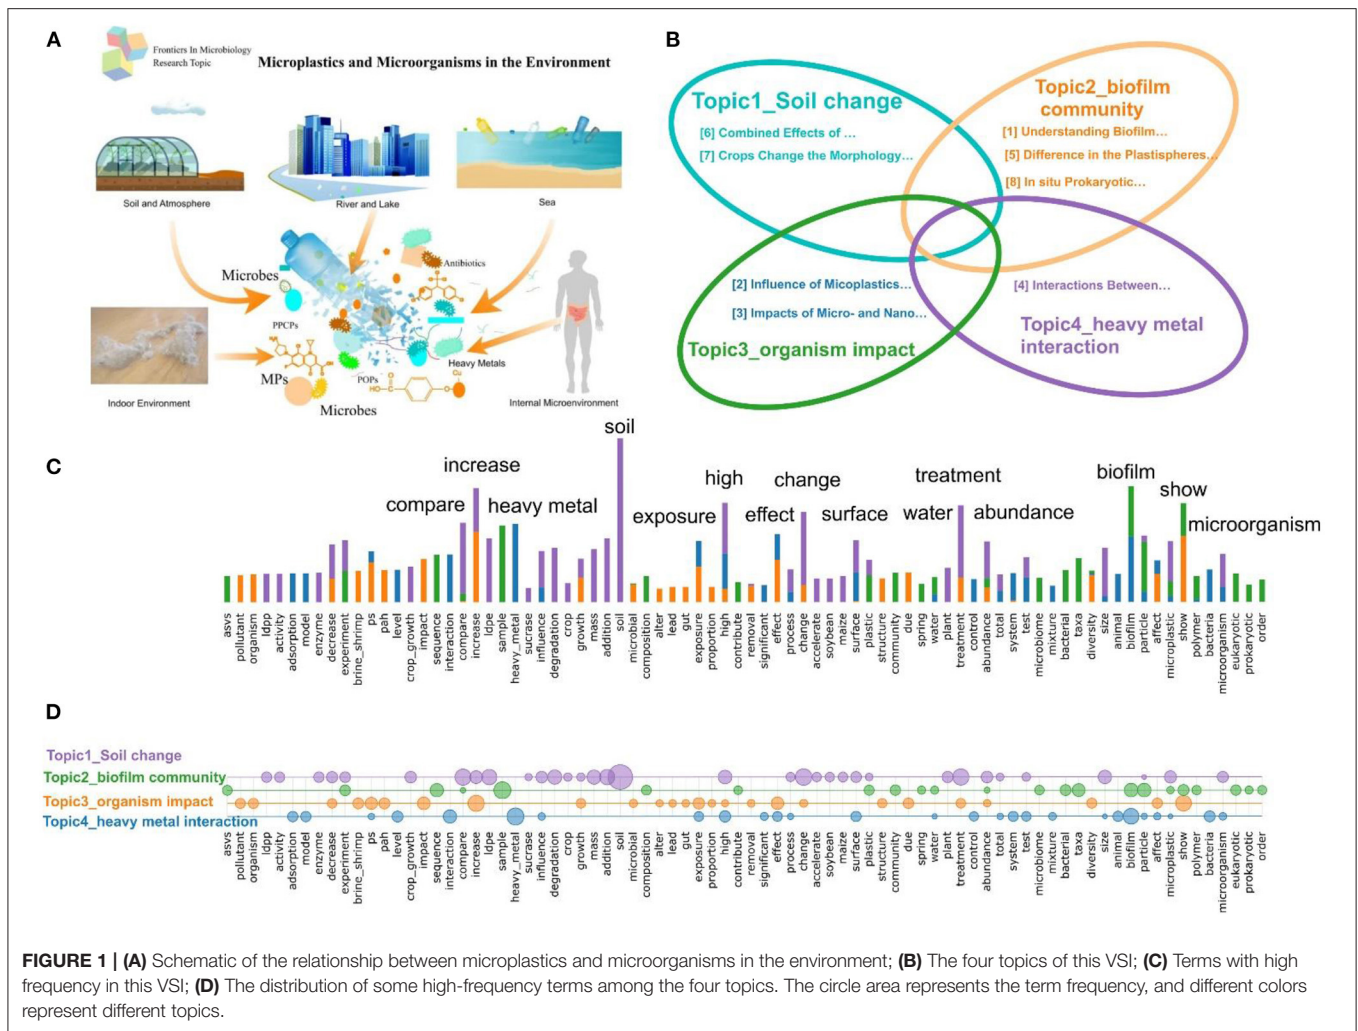 A
Frontiers In Microbiology
Research Topic
Microplastics and Microorganisms in the Environment
Soil and Atmosphere
River and Lake
Sea
Microbes
Antibiotics
PPCPs
MPs
POPs
HO
O
O
Cu
Heavy Metals
Microbes
Indoor Environment
Internal Microenvironment
B
Topic1_Soil change
[6] Combined Effects of ...
[7] Crops Change the Morphology...
Topic2_biofilm
community
[1] Understanding Biofilm...
[5] Difference in the Plastispheres...
[8] In situ Prokaryotic...
[2] Influence of Micoplastics...
[3] Impacts of Micro- and Nano...
Topic3_organism impact
[4] Interactions Between...
Topic4_heavy metal
interaction
C
compare
increase
heavy metal
soil
exposure
high
effect
change
surface
water
treatment
abundance
biofilm
show
microorganism
asvs
pollutant
organism
ldpp
activity
adsorption
model
enzyme
decrease
experiment
brine_shrimp
ps
pah
level
crop_growth
impact
sequence
interaction
compare
increase
ldpe
sample
heavy_metal
sucrase
influence
degradation
crop
growth
mass
addition
soil
microbial
composition
alter
lead
gut
exposure
proportion
high
contribute
removal
significant
effect
process
change
accelerate
soybean
maize
surface
plastic
structure
community
due
spring
water
plant
treatment
control
abundance
total
system
test
microbiome
mixture
bacterial
taxa
diversity
size
animal
biofilm
particle
affect
microplastic
show
polymer
bacteria
microorganism
eukaryotic
prokaryotic
order
D
Topic1_Soil change
Topic2_biofilm community
Topic3_organism impact
Topic4_heavy metal interaction
asvs
pollutant
organism
ldpp
activity
adsorption
model
enzyme
decrease
experiment
brine_shrimp
ps
pah
level
crop_growth
impact
sequence
interaction
compare
increase
ldpe
sample
heavy_metal
sucrase
influence
degradation
crop
growth
mass
addition
soil
microbial
composition
alter
lead
gut
exposure
proportion
high
contribute
removal
significant
effect
process
change
accelerate
soybean
maize
surface
plastic
structure
community
due
spring
water
plant
treatment
control
abundance
total
system
test
microbiome
mixture
bacterial
taxa
diversity
size
animal
biofilm
particle
affect
microplastic
show
polymer
bacteria
microorganism
eukaryotic
prokaryotic
order
FIGURE 1 | (A) Schematic of the relationship between microplastics and microorganisms in the environment; (B) The four topics of this VSI; (C) Terms with high
frequency in this VSI; (D) The distribution of some high-frequency terms among the four topics. The circle area represents the term frequency, and different colors
represent different topics.